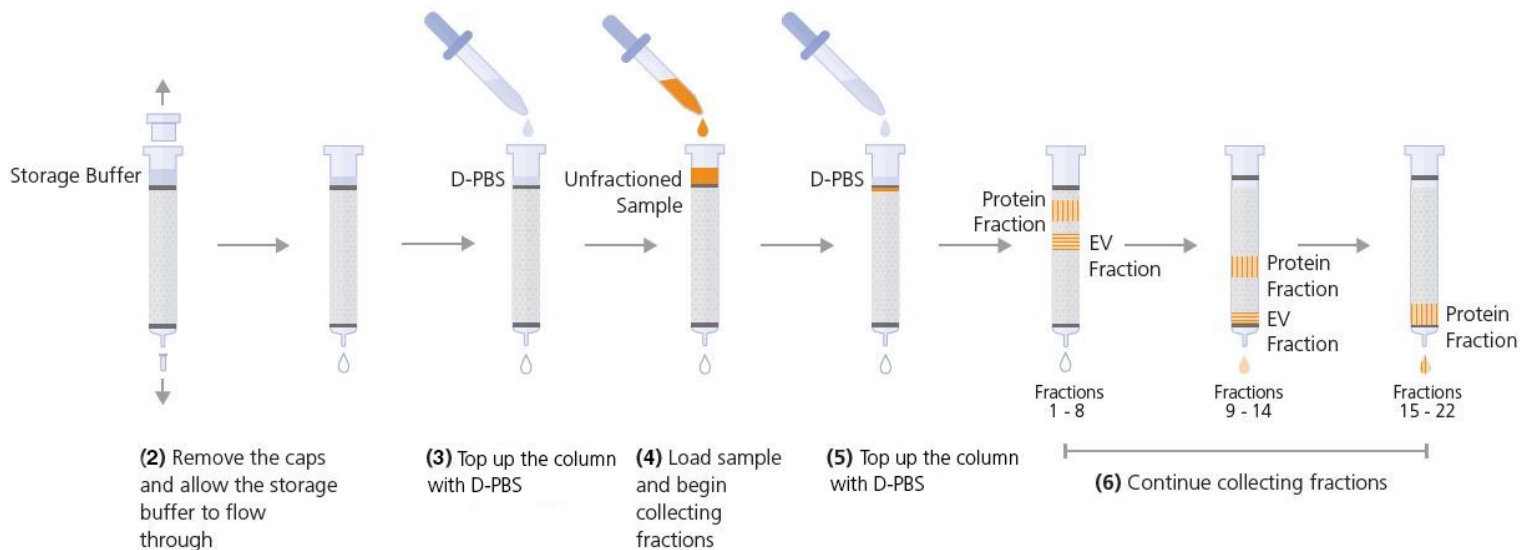 Storage Buffer
D-PBS
Unfractioned
Sample
D-PBS
Protein
Fraction
EV
Fraction
Protein
Fraction
EV
Fraction
Protein
Fraction
Fractions
1 - 8
Fractions
9 - 14
Fractions
15 - 22
(2) Remove the caps
and allow the storage
buffer to flow
through
(3) Top up the column
with D-PBS
(4) Load sample
and begin
collecting
fractions
(5) Top up the column
with D-PBS
(6) Continue collecting fractions